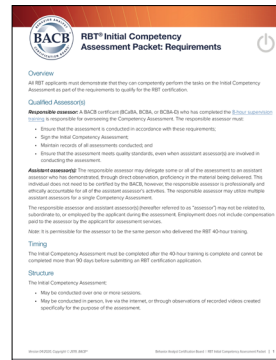 CERTIFIED ANALYST
BACB
RBT® Initial Competency
Assessment Packet: Requirements
Overview
All RBT applicants must demonstrate that they can competently perform the tasks on the Initial Competency
Assessment as part of the requirements to qualify for the RBT certification.
Qualified Assessor(s)
Responsible assessor: A BACB certificant (BCaBA, BCBA, or BCBA-D) who has completed the 8-hour supervision
training is responsible for overseeing the Competency Assessment. The responsible assessor must:
• Ensure that the assessment is conducted in accordance with these requirements;
• Sign the Initial Competency Assessment;
• Maintain records of all assessments conducted; and
• Ensure that the assessment meets quality standards, even when assistant assessor(s) are involved in
conducting the assessment.
Assistant assessor(s): The responsible assessor may delegate some or all of the assessment to an assistant
assessor who has demonstrated, through direct observation, proficiency in the material being delivered. This
individual does not need to be certified by the BACB; however, the responsible assessor is professionally and
ethically accountable for all of the assistant assessor's activities. The responsible assessor may utilize multiple
assistant assessors for a single Competency Assessment.
The responsible assessor and assistant assessor(s) (hereafter referred to as "assessor") may not be related to,
subordinate to, or employed by the applicant during the assessment. Employment does not include compensation
paid to the assessor by the applicant for assessment services.
Note: It is permissible for the assessor to be the same person who delivered the RBT 40-hour training.
Timing
The Initial Competency Assessment must be completed after the 40-hour training is complete and cannot be
completed more than 90 days before submitting an RBT certification application.
Structure
The Initial Competency Assessment:
• May be conducted over one or more sessions.
• May be conducted in person, live via the internet, or through observations of recorded videos created
specifically for the purpose of the assessment.
Behavior Analyst Certification Board | RBT Initial Competency Assessment Packet | 1